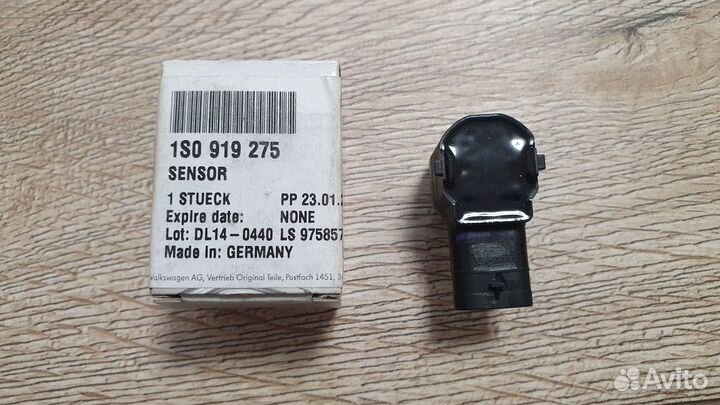 1S0 919 275
SENSOR
1 STUECK PP 23.01.
Expire date: NONE
Lot: DL14-0440 LS 975857
Made in: GERMANY
Volkswagen AG, Vertrieb Original Teile, Postfach 1451, 3
Avito